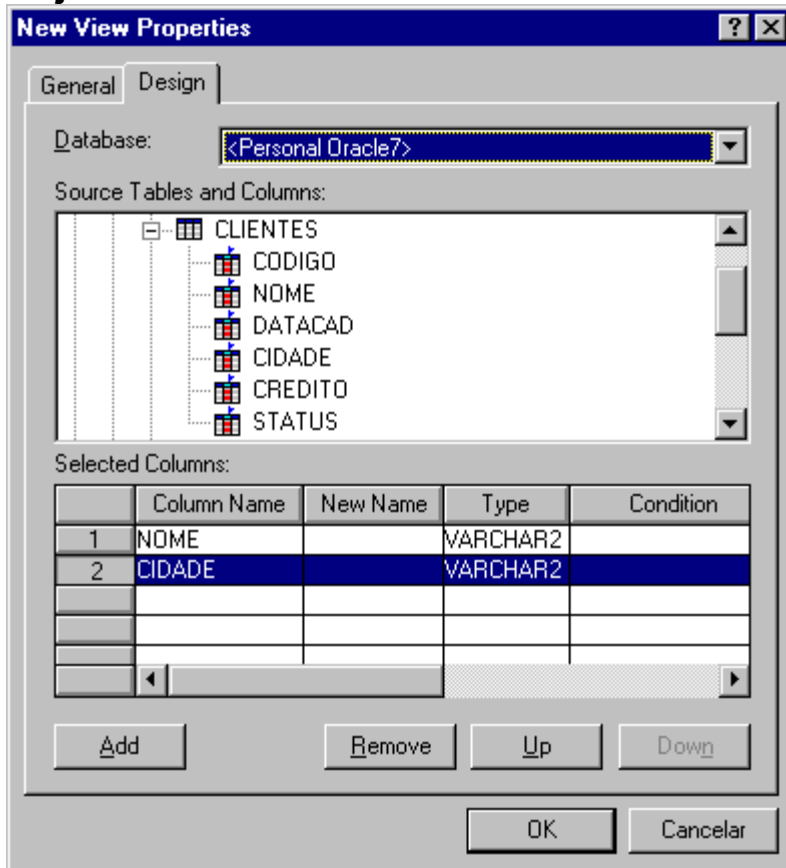 New View Properties
General Design
Database: <Personal Oracle7>
Source Tables and Columns:
CLIENTES
CODIGO
NOME
DATACAD
CIDADE
CREDITO
STATUS
Selected Columns:
Column Name New Name Type Condition
1 NOME VARCHAR2
2 CIDADE VARCHAR2
Add Remove Up Down
OK Cancelar